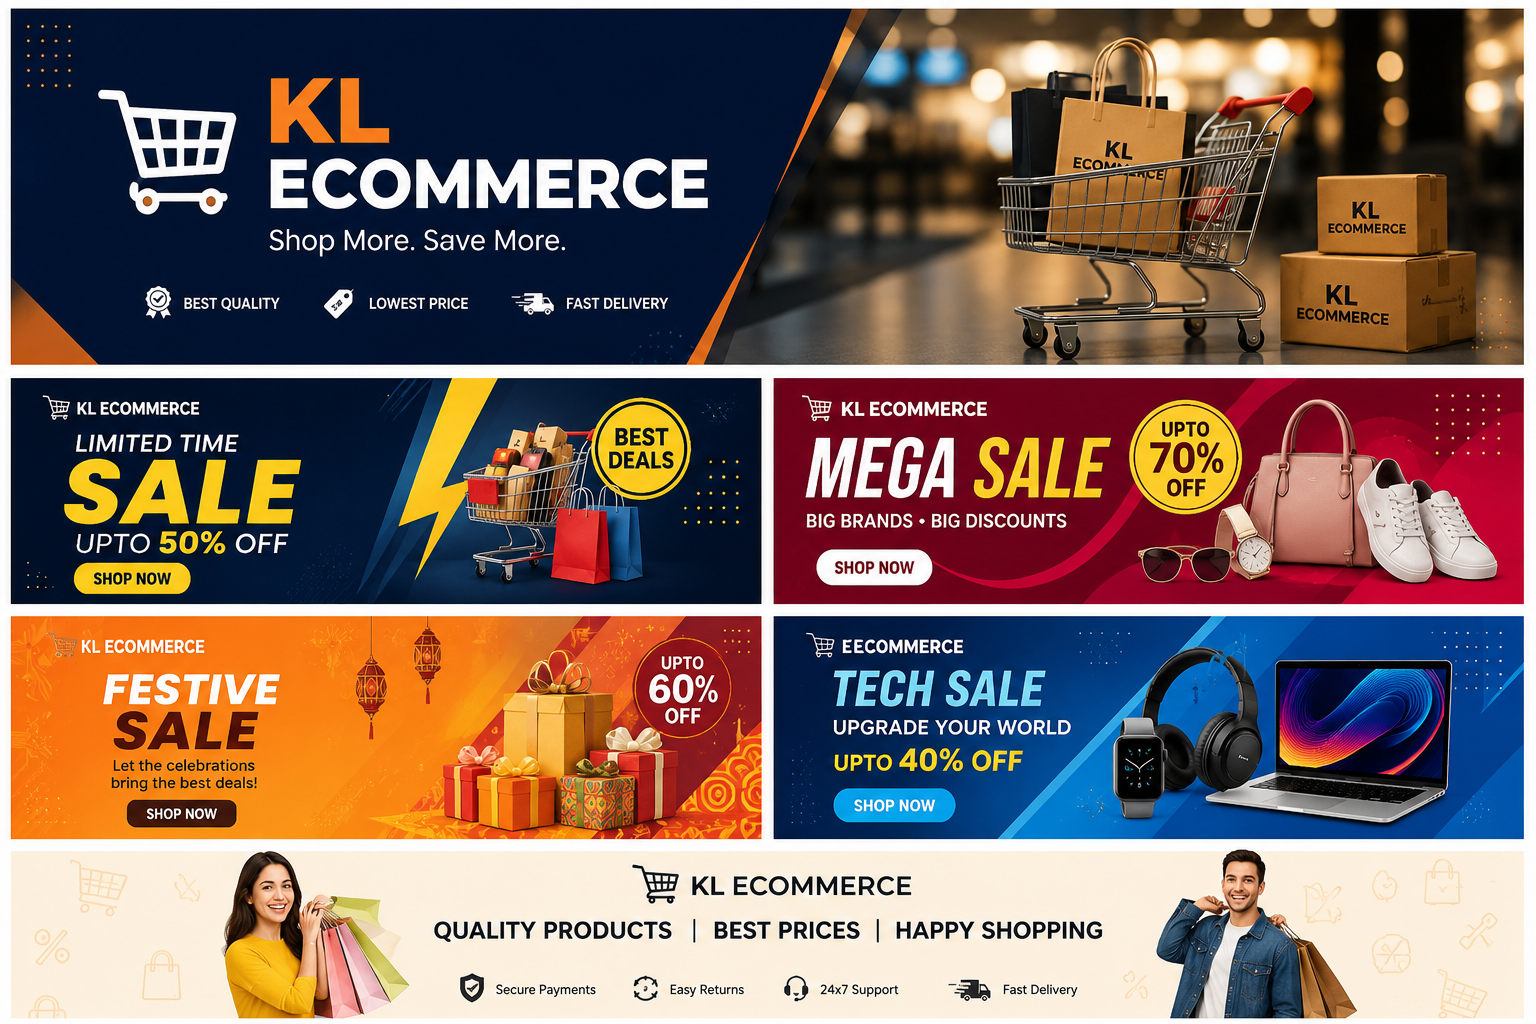 KL
ECOMMERCE
Shop More. Save More.
BEST QUALITY
LOWEST PRICE
FAST DELIVERY
KL
ECOMMERCE
KL
ECOMMERCE
KL
ECOMMERCE
KL ECOMMERCE
LIMITED TIME
SALE
UPTO 50% OFF
SHOP NOW
BEST
DEALS
KL ECOMMERCE
MEGA SALE
BIG BRANDS • BIG DISCOUNTS
SHOP NOW
UPTO
70%
OFF
KL ECOMMERCE
FESTIVE
SALE
Let the celebrations
bring the best deals!
SHOP NOW
UPTO
60%
OFF
EECOMMERCE
TECH SALE
UPGRADE YOUR WORLD
UPTO 40% OFF
SHOP NOW
KL ECOMMERCE
QUALITY PRODUCTS | BEST PRICES | HAPPY SHOPPING
Secure Payments
Easy Returns
24x7 Support
Fast Delivery